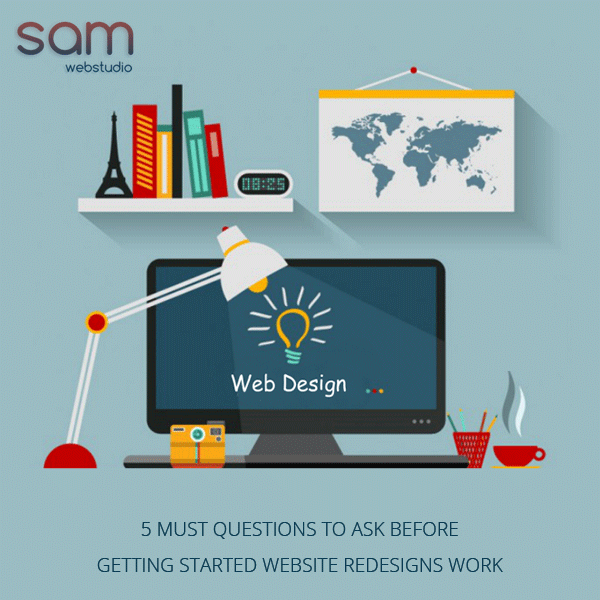 sam
webstudio
08:25
Web Design
5 MUST QUESTIONS TO ASK BEFORE
GETTING STARTED WEBSITE REDESIGNS WORK